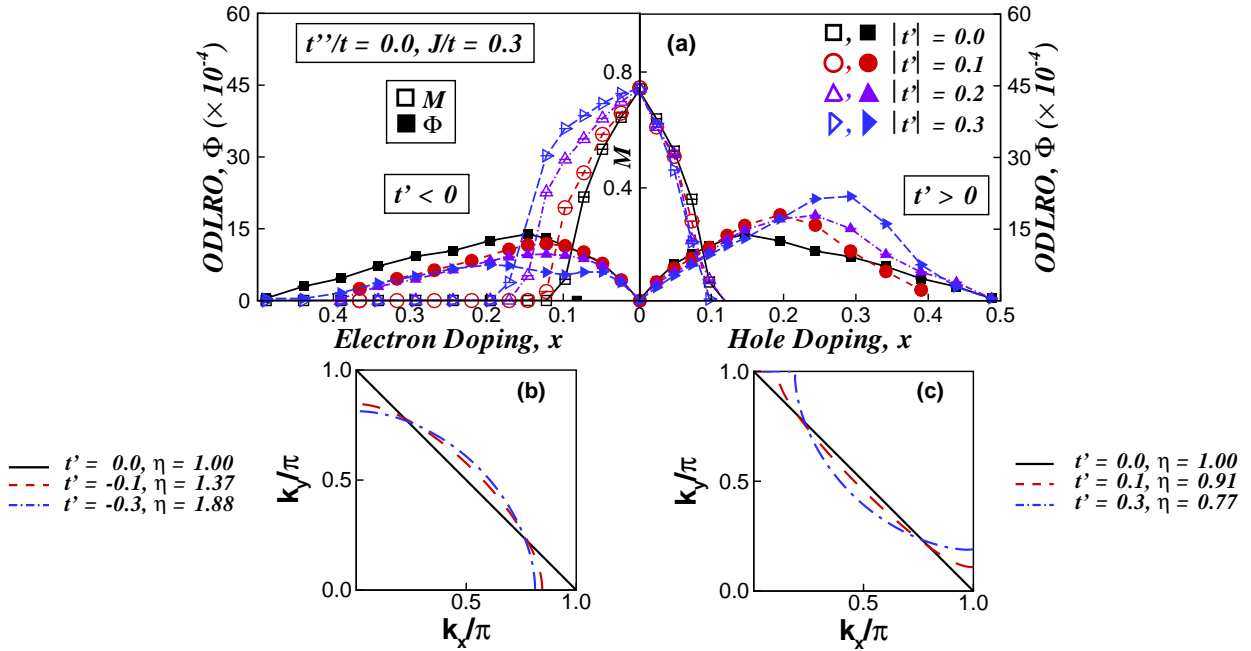 60
45
30
15
0
ODLRO, Φ (× 10⁻⁴)
t''/t = 0.0, J/t = 0.3
M
Φ
t' < 0
(a)
0.8
0.4
M
, |t'| = 0.0
, |t'| = 0.1
, |t'| = 0.2
, |t'| = 0.3
t' > 0
60
45
30
15
0
ODLRO, Φ (× 10⁻⁴)
0.4 0.3 0.2 0.1 0 0.1 0.2 0.3 0.4 0.5
Electron Doping, x
Hole Doping, x
(b)
1.0
0.5
0.0
k_y/π
0.5 1.0
k_x/π
t' = 0.0, η = 1.00
t' = -0.1, η = 1.37
t' = -0.3, η = 1.88
(c)
1.0
0.5
0.0
k_y/π
0.5 1.0
k_x/π
t' = 0.0, η = 1.00
t' = 0.1, η = 0.91
t' = 0.3, η = 0.77